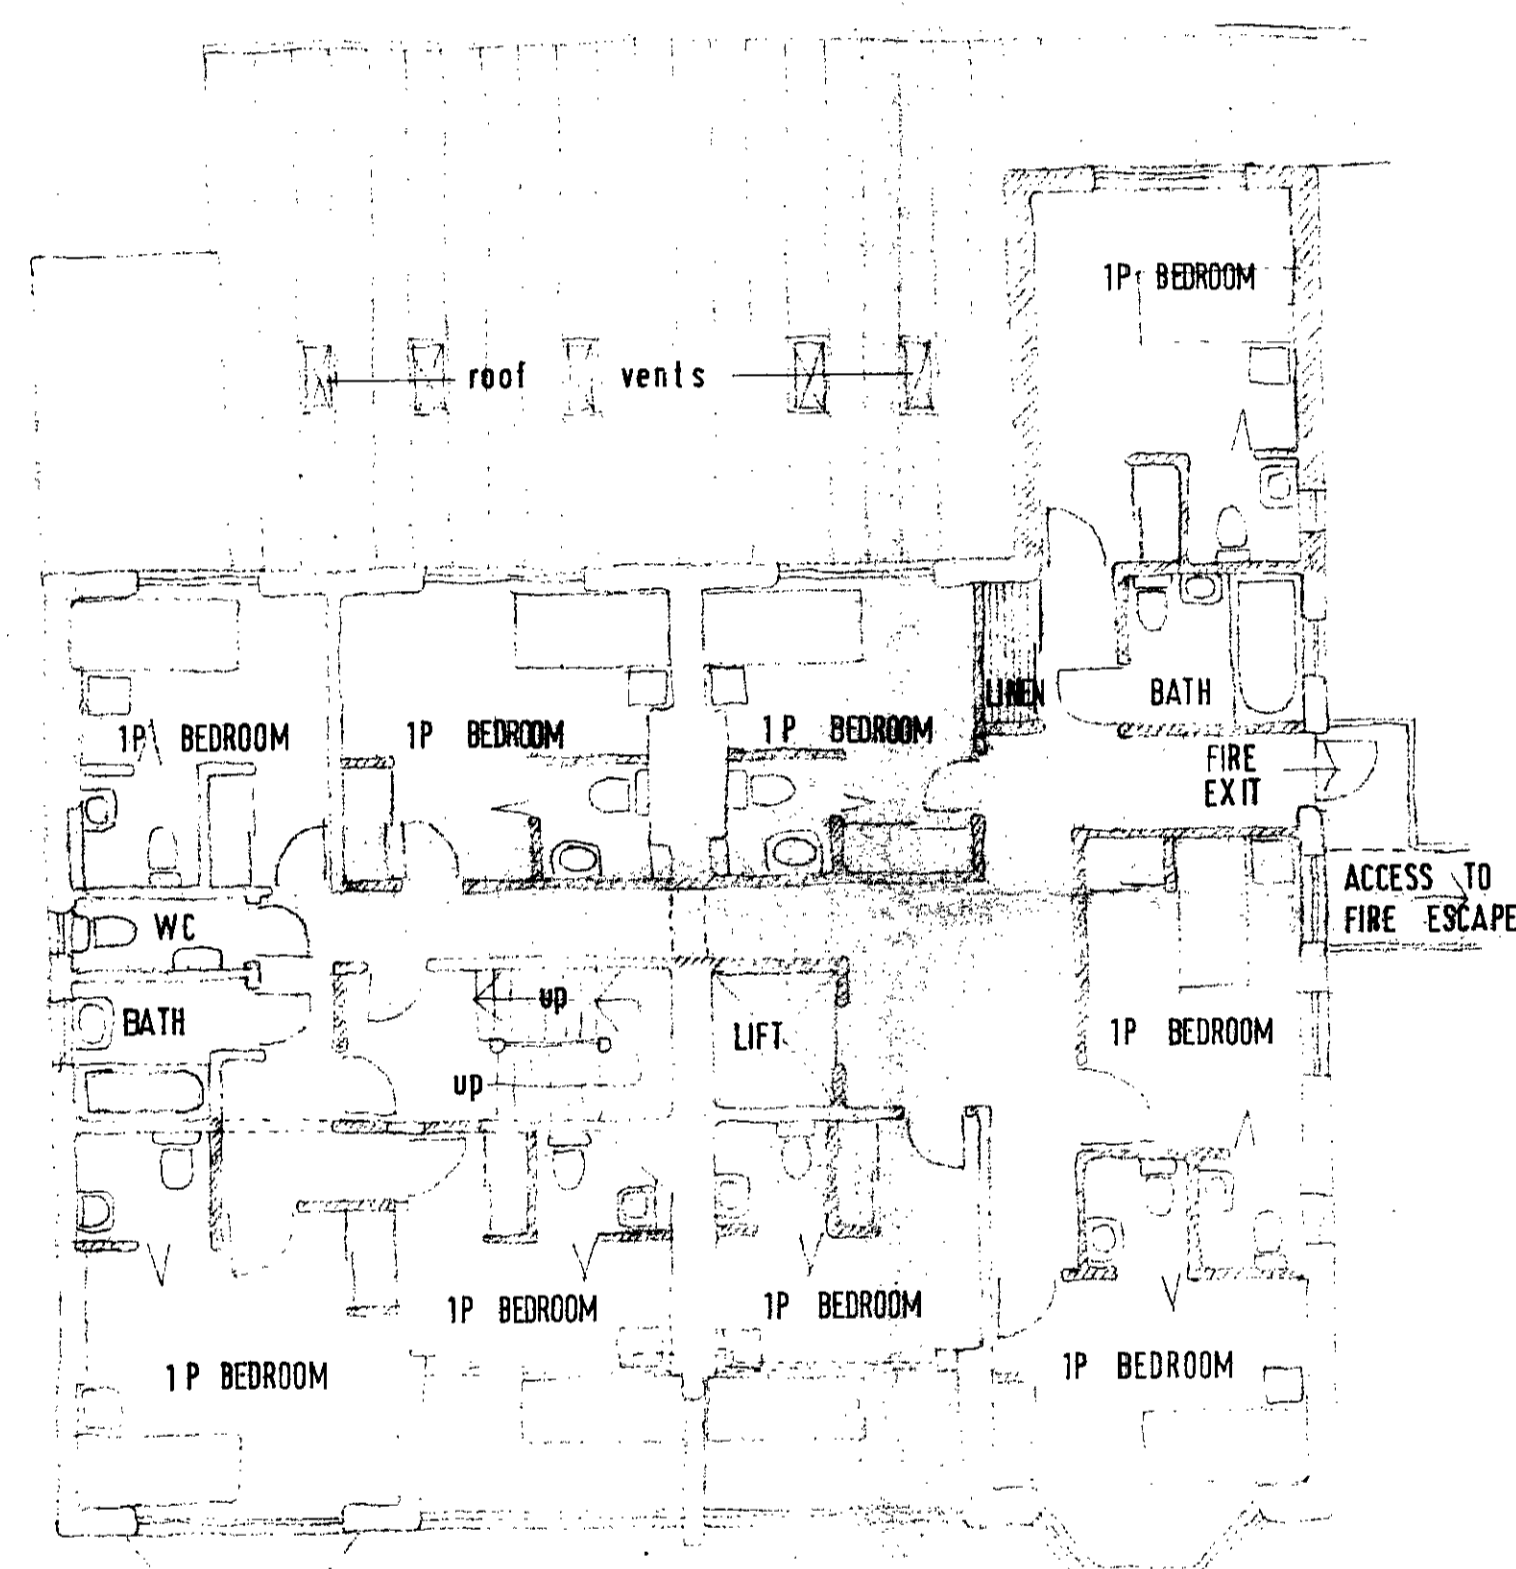 1P BEDROOM
roof vents
1P BEDROOM
1P BEDROOM
1P BEDROOM
LINEN
BATH
FIRE
EXIT
ACCESS TO
FIRE ESCAPE
WC
BATH
up
up
LIFT
1P BEDROOM
1P BEDROOM
1P BEDROOM
1P BEDROOM
1P BEDROOM